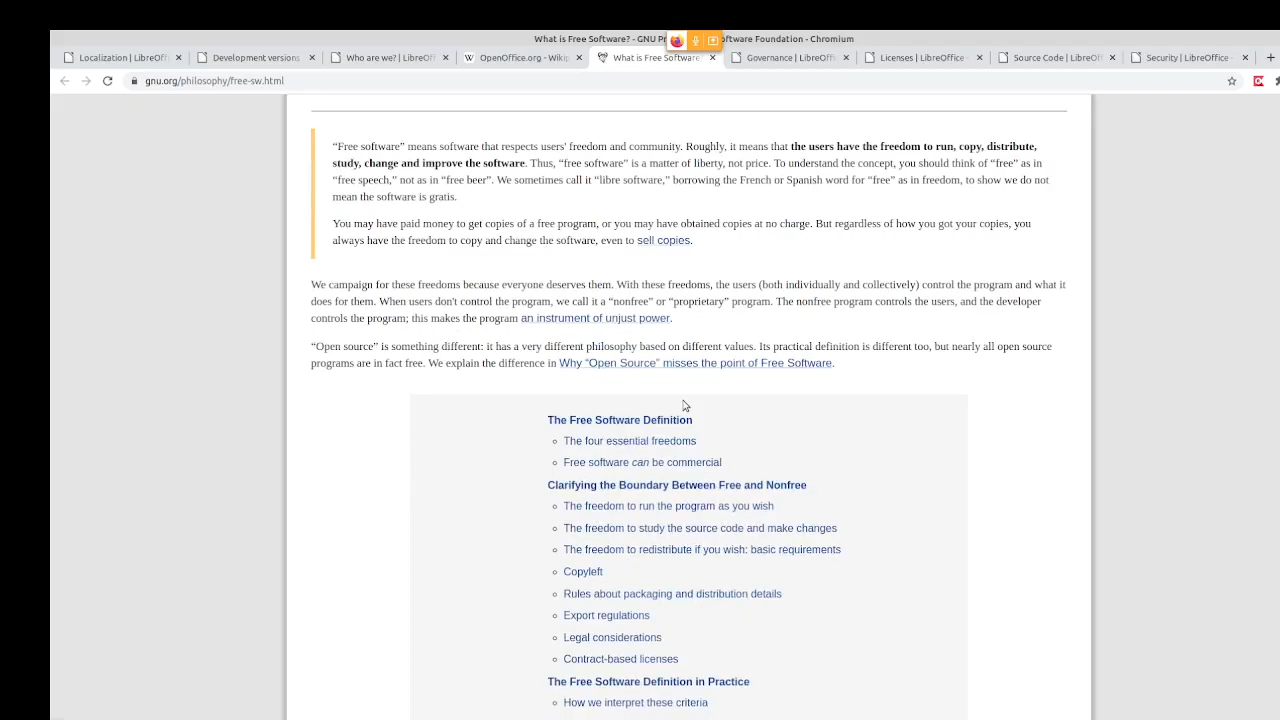 What is Free Software? - GNU Pr oftware Foundation - Chromium
Localization | LibreOff
Development versions
Who are we? | LibreOff
OpenOffice.org - Wikip
What is Free Software
Governance | LibreOffi
Licenses | LibreOffice -
Source Code | LibreOff
Security | LibreOffice -
gnu.org/philosophy/free-sw.html
“Free software” means software that respects users' freedom and community. Roughly, it means that the users have the freedom to run, copy, distribute,
study, change and improve the software. Thus, “free software” is a matter of liberty, not price. To understand the concept, you should think of “free” as in
“free speech,” not as in “free beer”. We sometimes call it “libre software,” borrowing the French or Spanish word for “free” as in freedom, to show we do not
mean the software is gratis.
You may have paid money to get copies of a free program, or you may have obtained copies at no charge. But regardless of how you got your copies, you
always have the freedom to copy and change the software, even to sell copies.
We campaign for these freedoms because everyone deserves them. With these freedoms, the users (both individually and collectively) control the program and what it
does for them. When users don't control the program, we call it a “nonfree” or “proprietary” program. The nonfree program controls the users, and the developer
controls the program; this makes the program an instrument of unjust power.
“Open source” is something different: it has a very different philosophy based on different values. Its practical definition is different too, but nearly all open source
programs are in fact free. We explain the difference in Why “Open Source” misses the point of Free Software.
The Free Software Definition
The four essential freedoms
Free software can be commercial
Clarifying the Boundary Between Free and Nonfree
The freedom to run the program as you wish
The freedom to study the source code and make changes
The freedom to redistribute if you wish: basic requirements
Copyleft
Rules about packaging and distribution details
Export regulations
Legal considerations
Contract-based licenses
The Free Software Definition in Practice
How we interpret these criteria